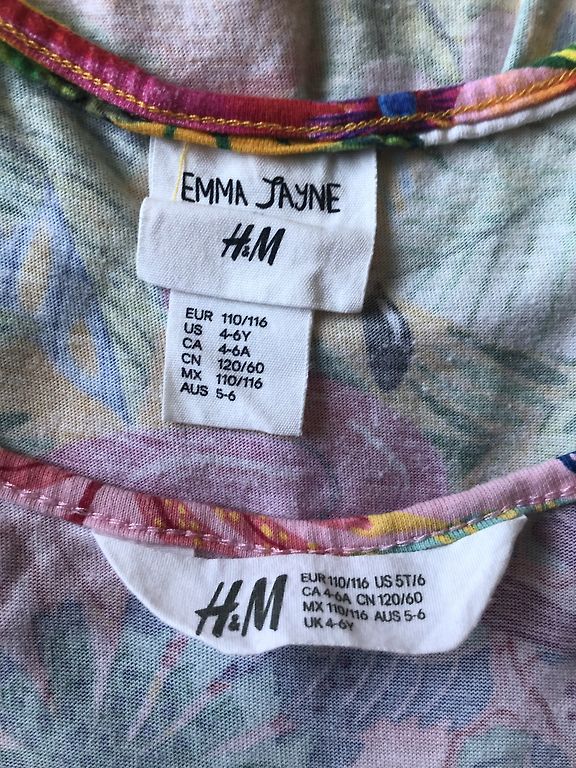 EMMA JAYNE
H&M
EUR 110/116
US 4-6Y
CA 4-6A
CN 120/60
MX 110/116
AUS 5-6
H&M
EUR 110/116 US 5T/6
CA 4-6A CN 120/60
MX 110/116 AUS 5-6
UK 4-6Y